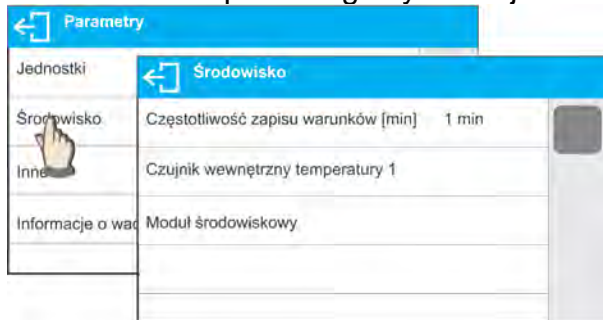 Parametry
Jednostki
Środowisko
Inne
Informacje o wa
Środowisko
Częstotliwość zapisu warunków [min] 1 min
Czujnik wewnętrzny temperatury 1
Moduł środowiskowy